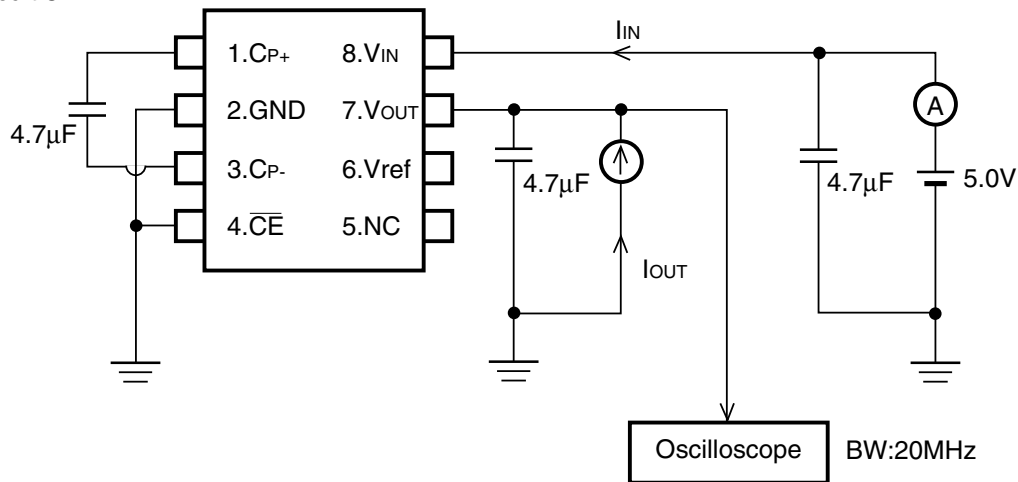 IIN
1.CP+ 8.VIN
2.GND 7.VOUT
3.CP- 6.Vref
4.C̅E̅ 5.NC
4.7μF
4.7μF
4.7μF
A
5.0V
IOUT
Oscilloscope BW:20MHz